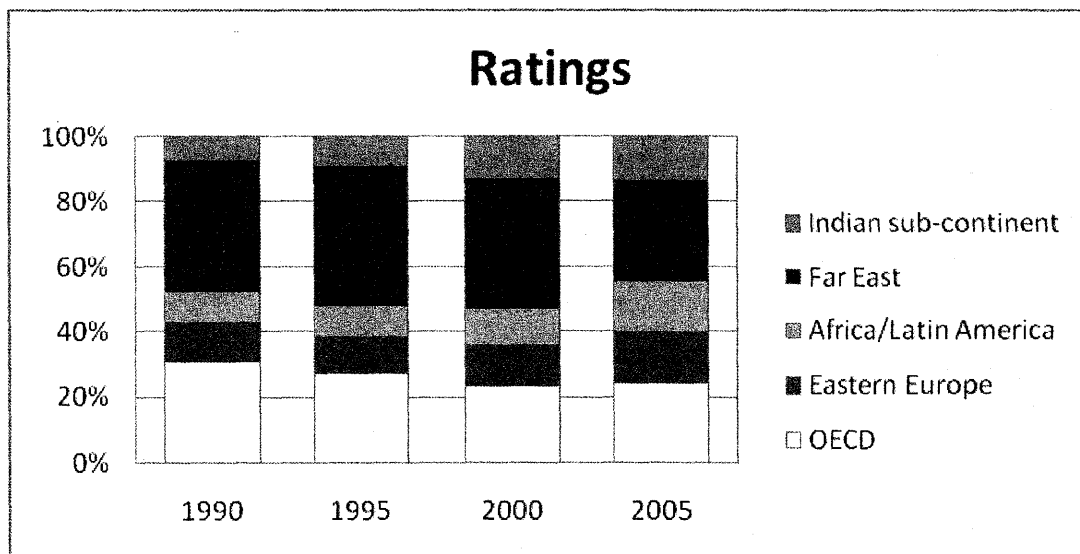 Ratings
100%
80%
60%
40%
20%
0%
1990 1995 2000 2005
Indian sub-continent
Far East
Africa/Latin America
Eastern Europe
OECD